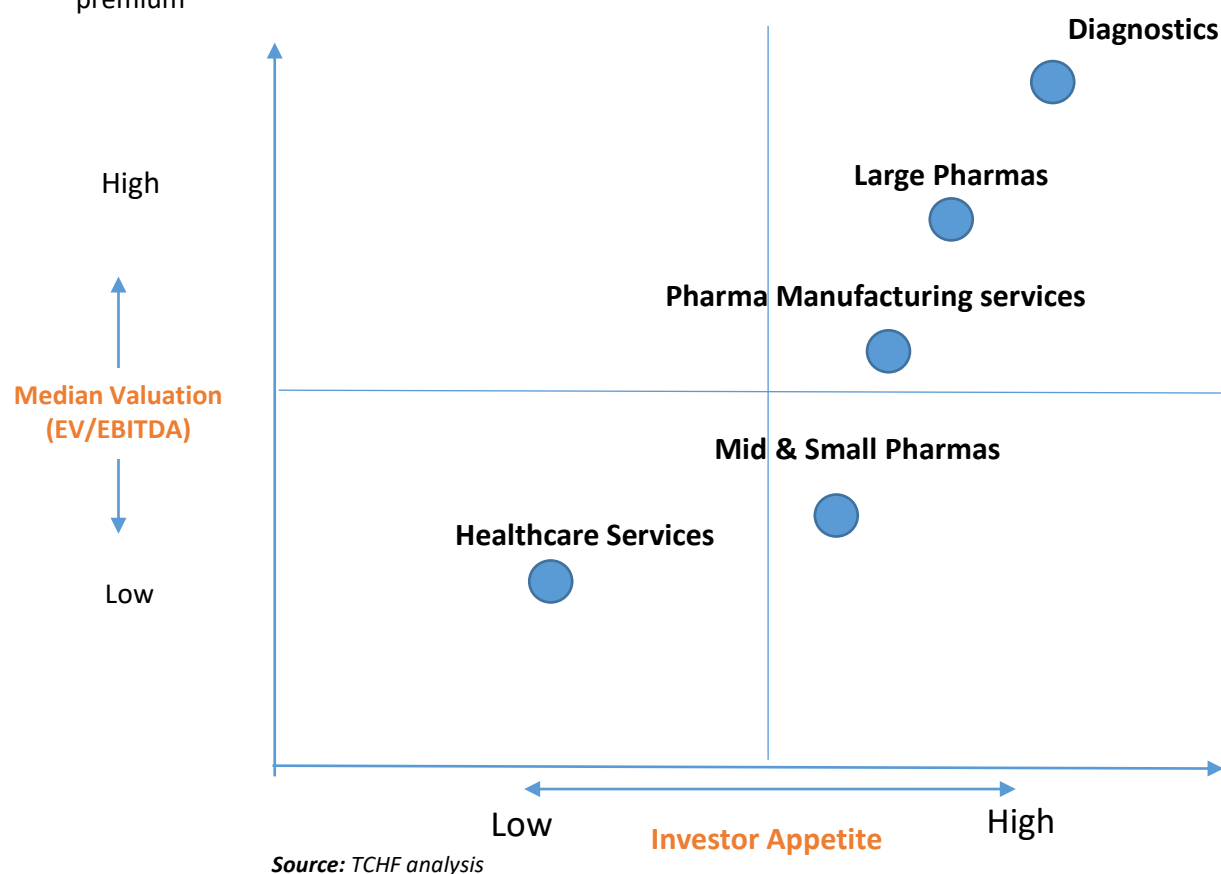 premium
Diagnostics
High
Large Pharmas
Pharma Manufacturing services
Median Valuation
(EV/EBITDA)
Mid & Small Pharmas
Healthcare Services
Low
Low
High
Investor Appetite
Source: TCHF analysis